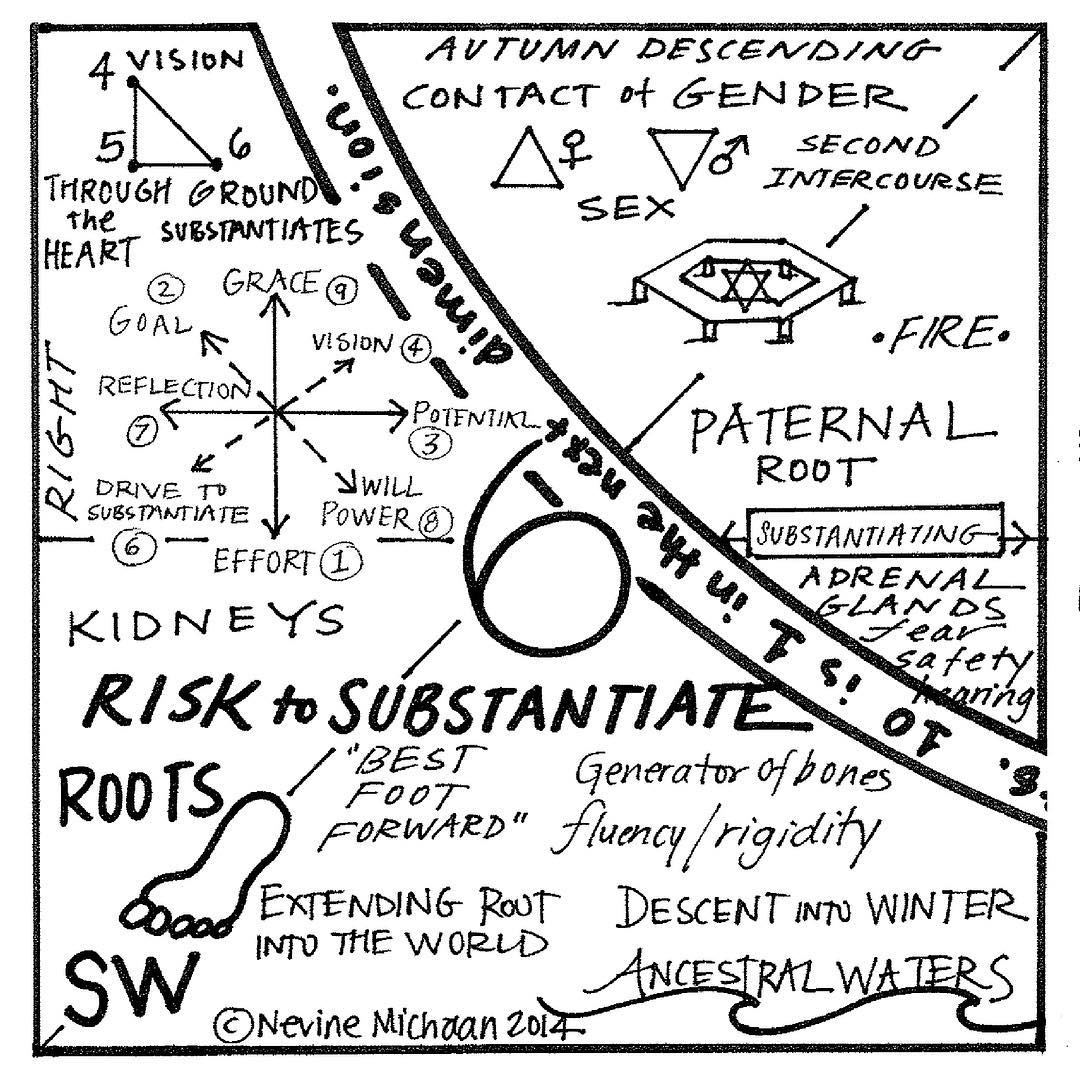 4 VISION
5 6
THROUGH GROUND
the SUBSTANTIATES
HEART
AUTUMN DESCENDING
CONTACT of GENDER
♀ ♂
SEX
SECOND
INTERCOURSE
•FIRE•
PATERNAL
ROOT
SUBSTANTIATING
ADRENAL
GLANDS
fear
safety
hearing
RIGHT
② GRACE ⑨
GOAL
VISION ④
REFLECTION
⑦
POTENTIAL
③
DRIVE TO
SUBSTANTIATE
⑥
WILL
POWER ⑧
EFFORT ①
6
10 is 1 in the next dimension.
KIDNEYS
RISK to SUBSTANTIATE
ROOTS
"BEST
FOOT
FORWARD"
Generator of bones
fluency/rigidity
EXTENDING ROOT
INTO THE WORLD
DESCENT INTO WINTER
ANCESTRAL WATERS
SW
©Nevine Michaan 2014